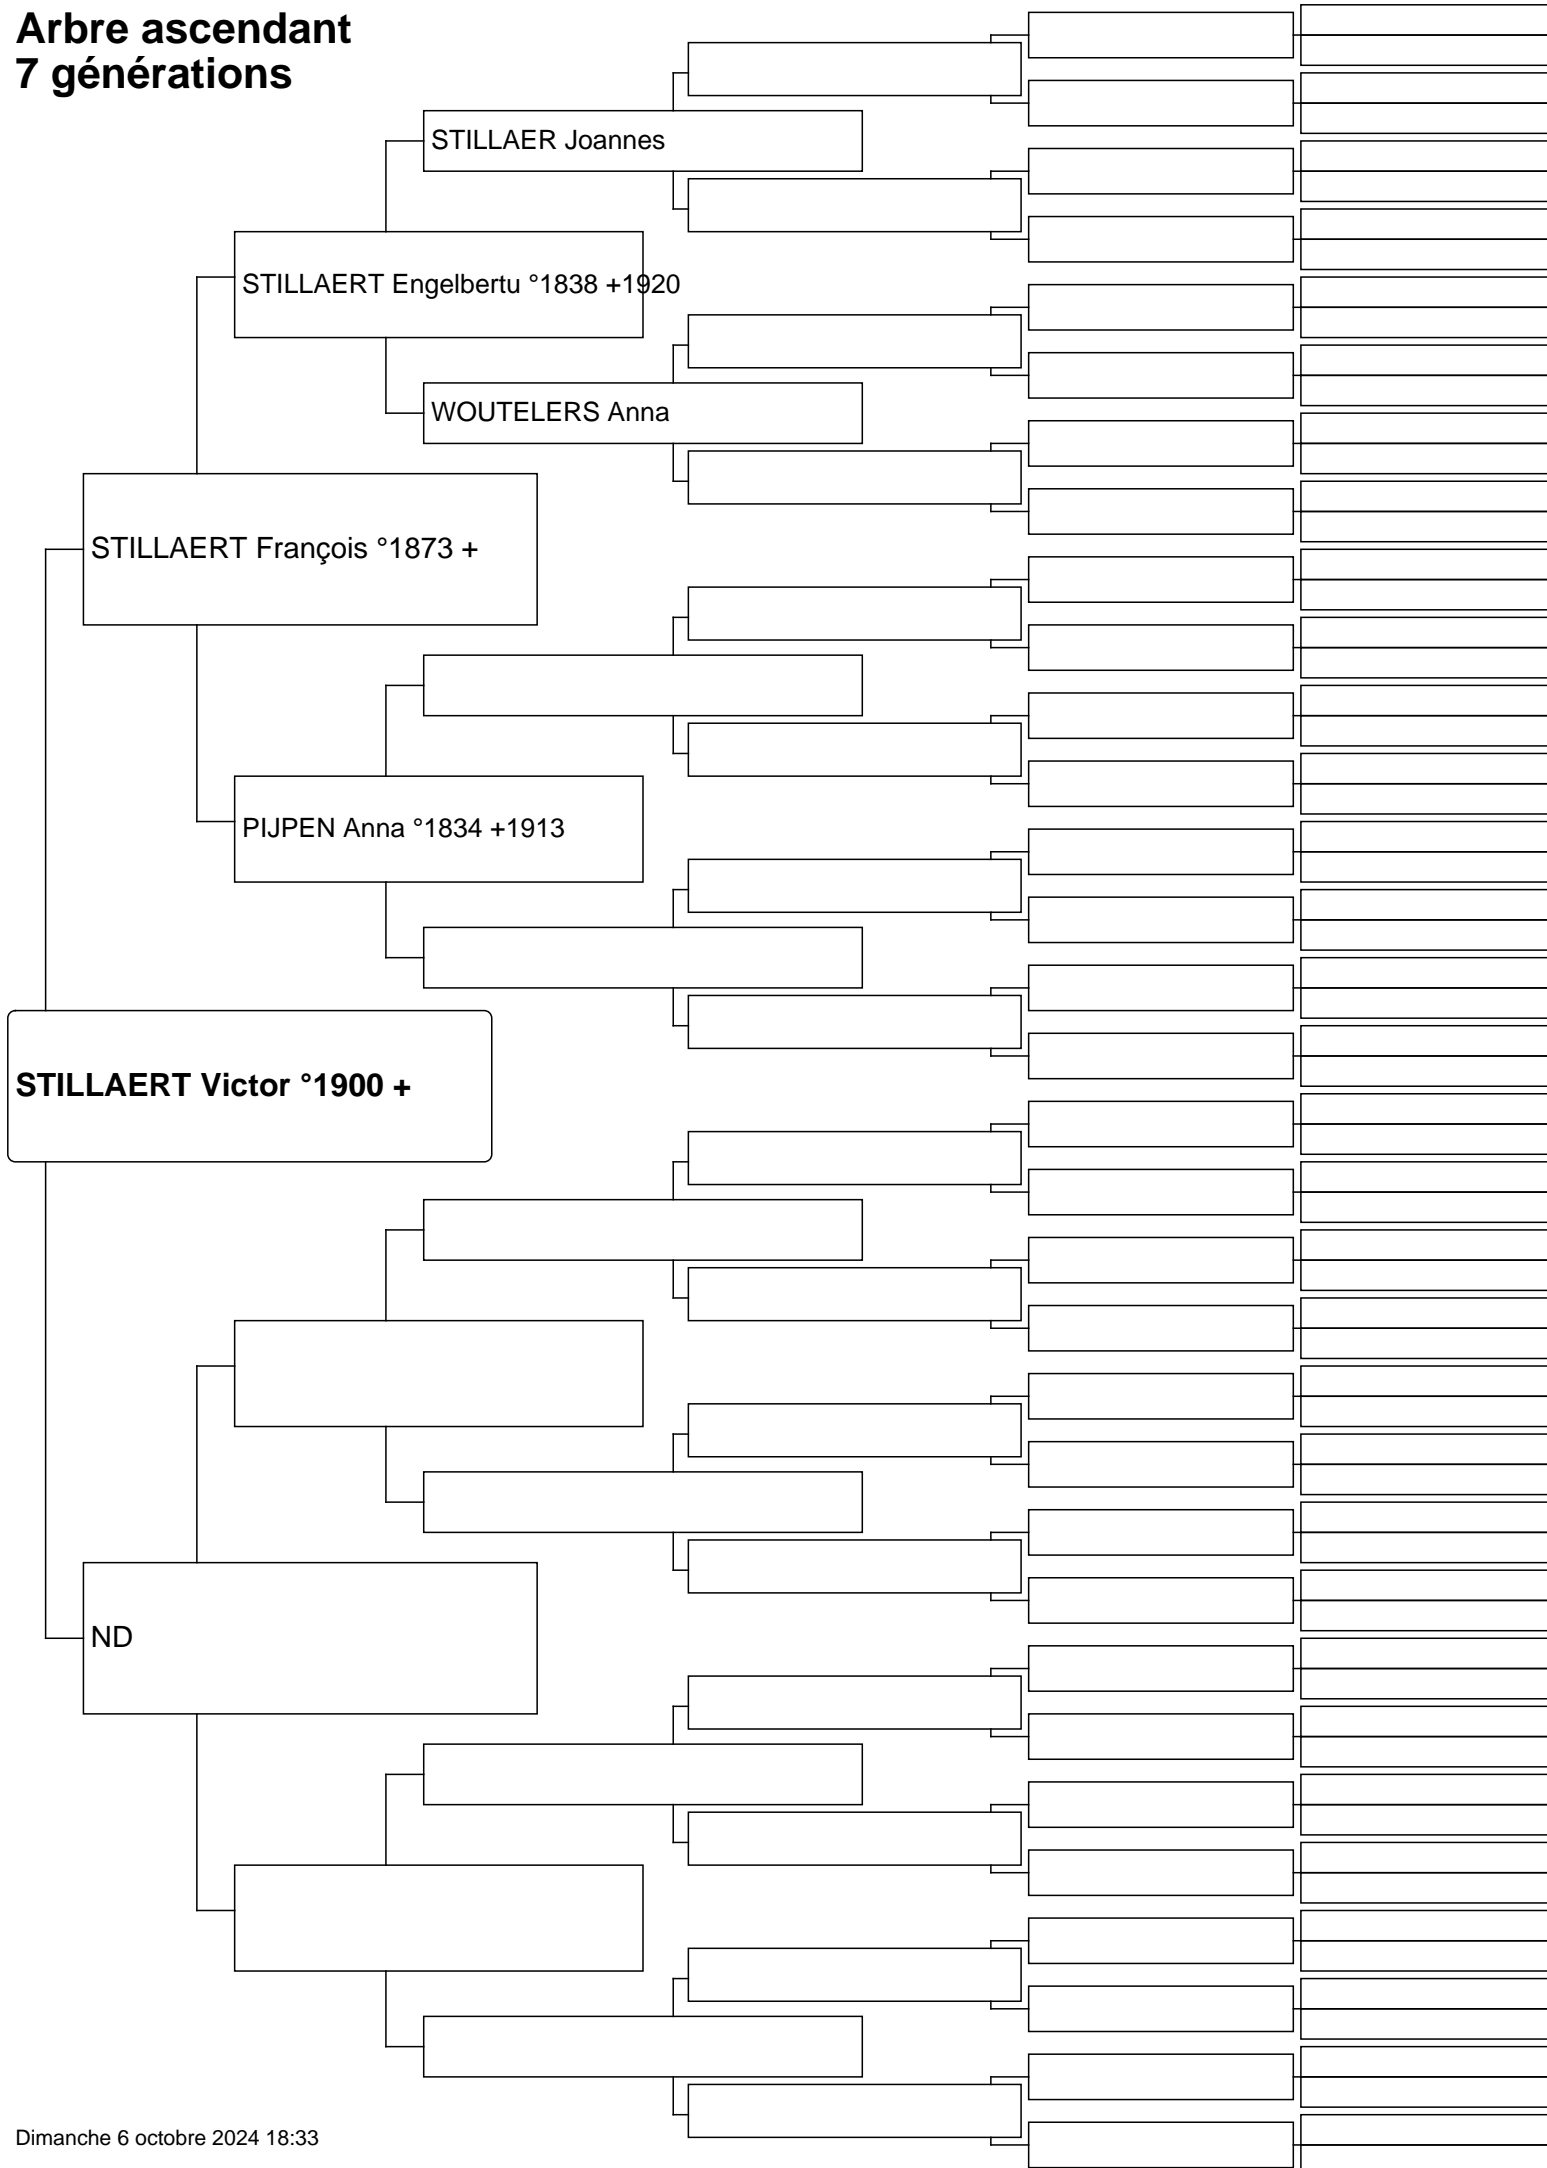 Arbre ascendant
7 générations
STILLAER Joannes
STILLAERT Engelbertu °1838 +1920
WOUTELERS Anna
STILLAERT François °1873 +
PIJPEN Anna °1834 +1913
STILLAERT Victor °1900 +
ND
Dimanche 6 octobre 2024 18:33